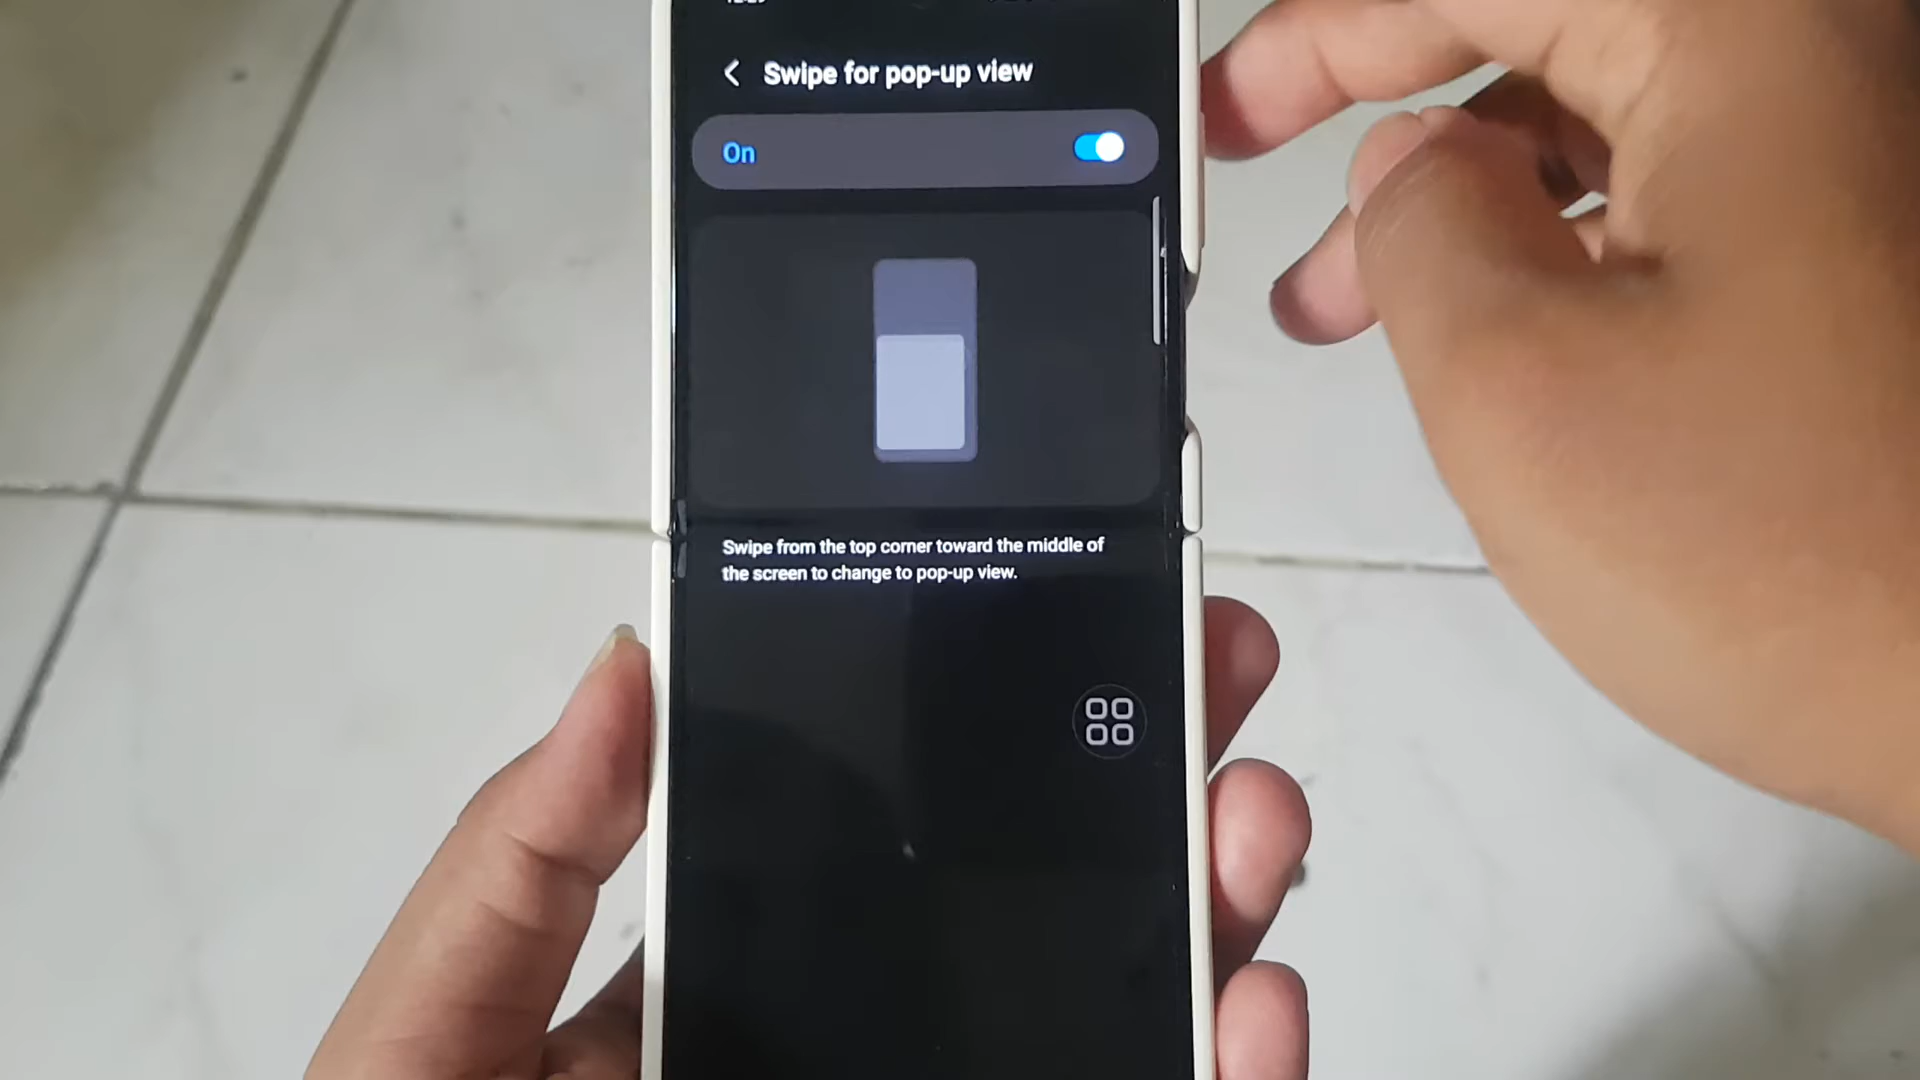 Swipe for pop-up view
On
Swipe from the top corner toward the middle of
the screen to change to pop-up view.